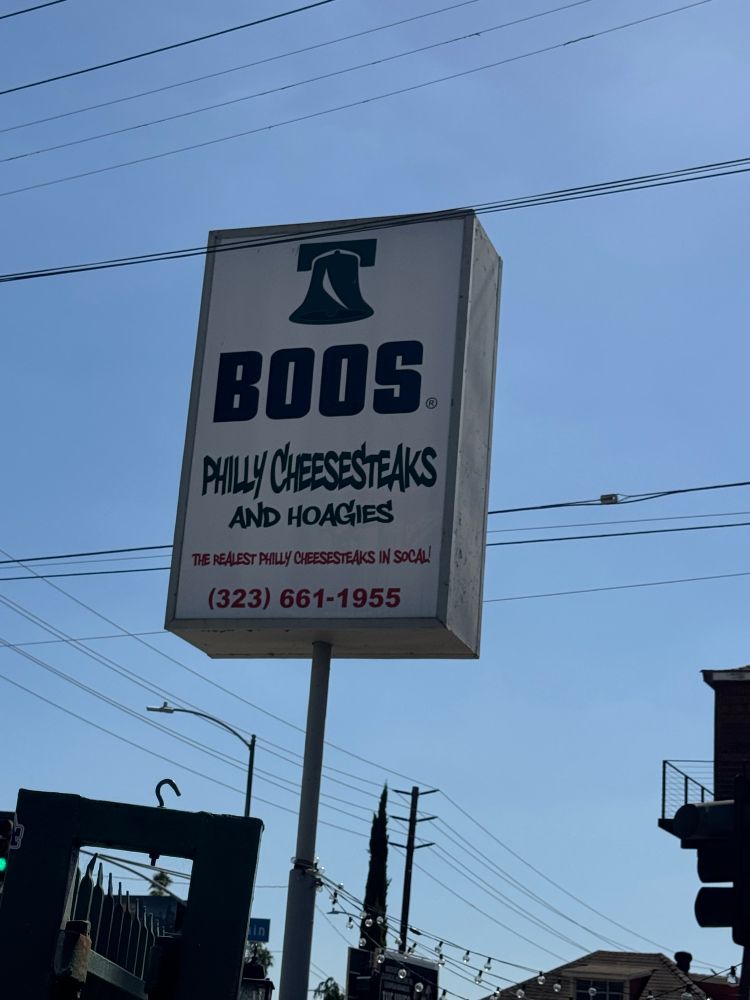 BOOS®
PHILLY CHEESESTEAKS
AND HOAGIES
THE REALEST PHILLY CHEESESTEAKS IN SOCAL!
(323) 661-1955